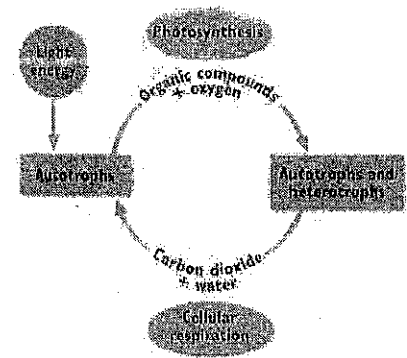 Photosynthesis
Light
energy
Organic compounds
+ oxygen
Autotrophs
Autotrophs and
heterotrophs
Carbon dioxide
+ water
Cellular
respiration